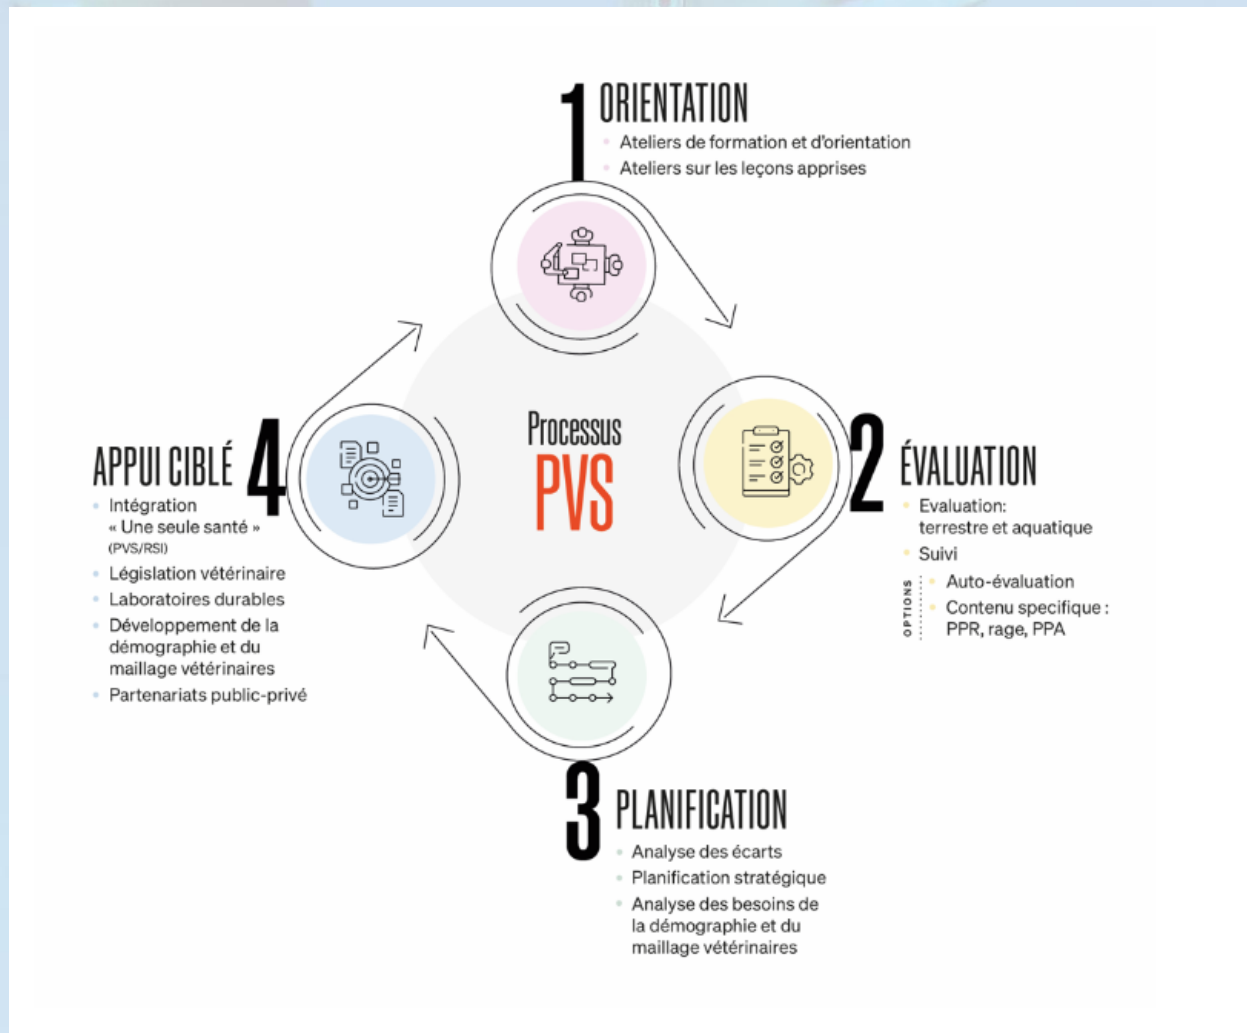 1 ORIENTATION
Ateliers de formation et d'orientation
Ateliers sur les leçons apprises
Processus
PVS
2 ÉVALUATION
Evaluation:
terrestre et aquatique
Suivi
OPTIONS
Auto-évaluation
Contenu specifique :
PPR, rage, PPA
3 PLANIFICATION
Analyse des écarts
Planification stratégique
Analyse des besoins de
la démographie et du
maillage vétérinaires
APPUI CIBLÉ 4
Intégration
« Une seule santé »
(PVS/RSI)
Législation vétérinaire
Laboratoires durables
Développement de la
démographie et du
maillage vétérinaires
Partenariats public-privé